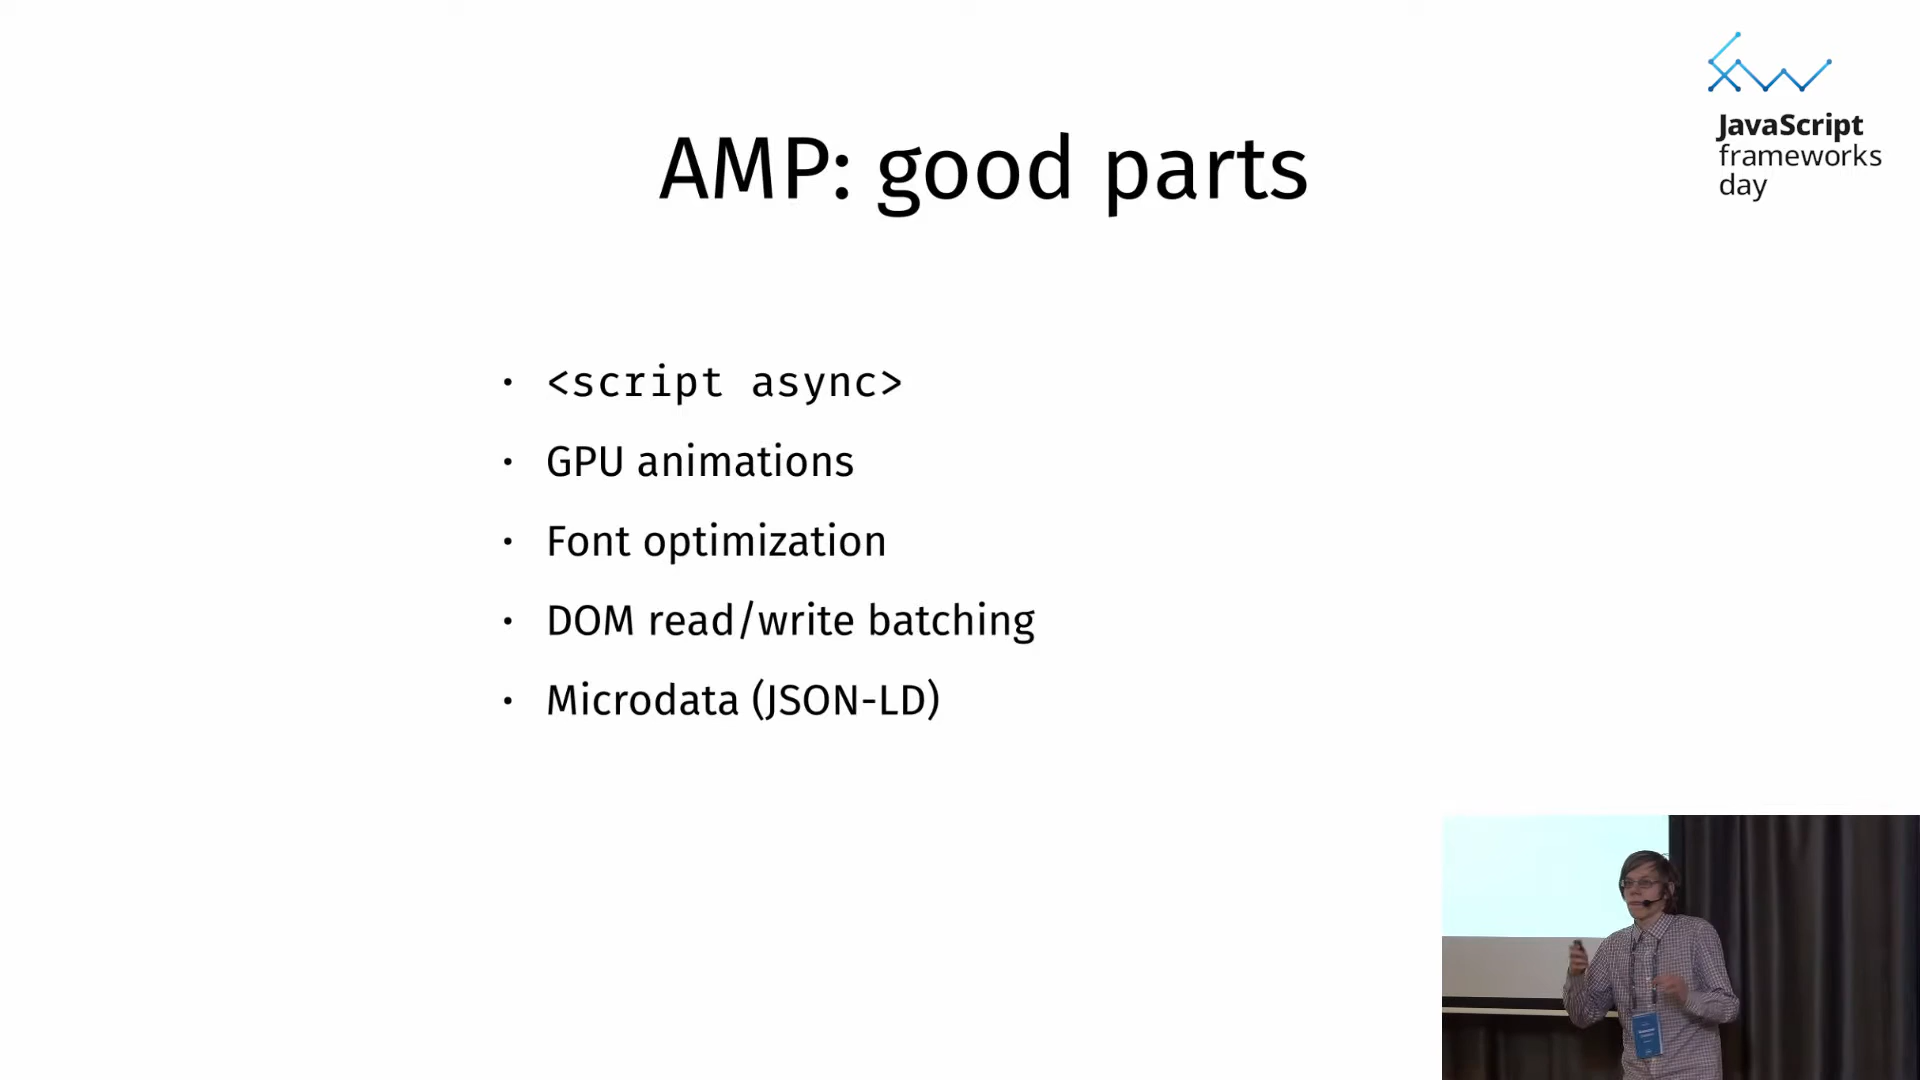 AMP: good parts
JavaScript
frameworks
day
• <script async>
• GPU animations
• Font optimization
• DOM read/write batching
• Microdata (JSON-LD)